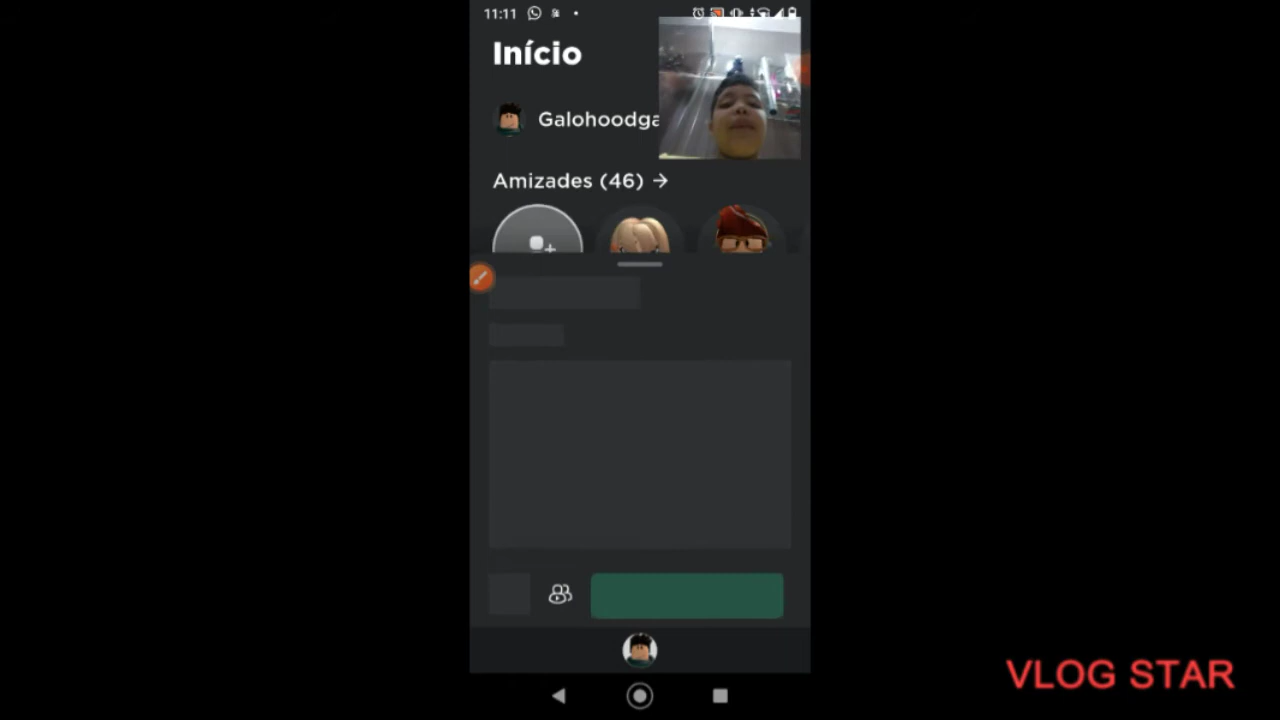 11:11
Início
Galohoodga
Amizades (46) →
VLOG STAR